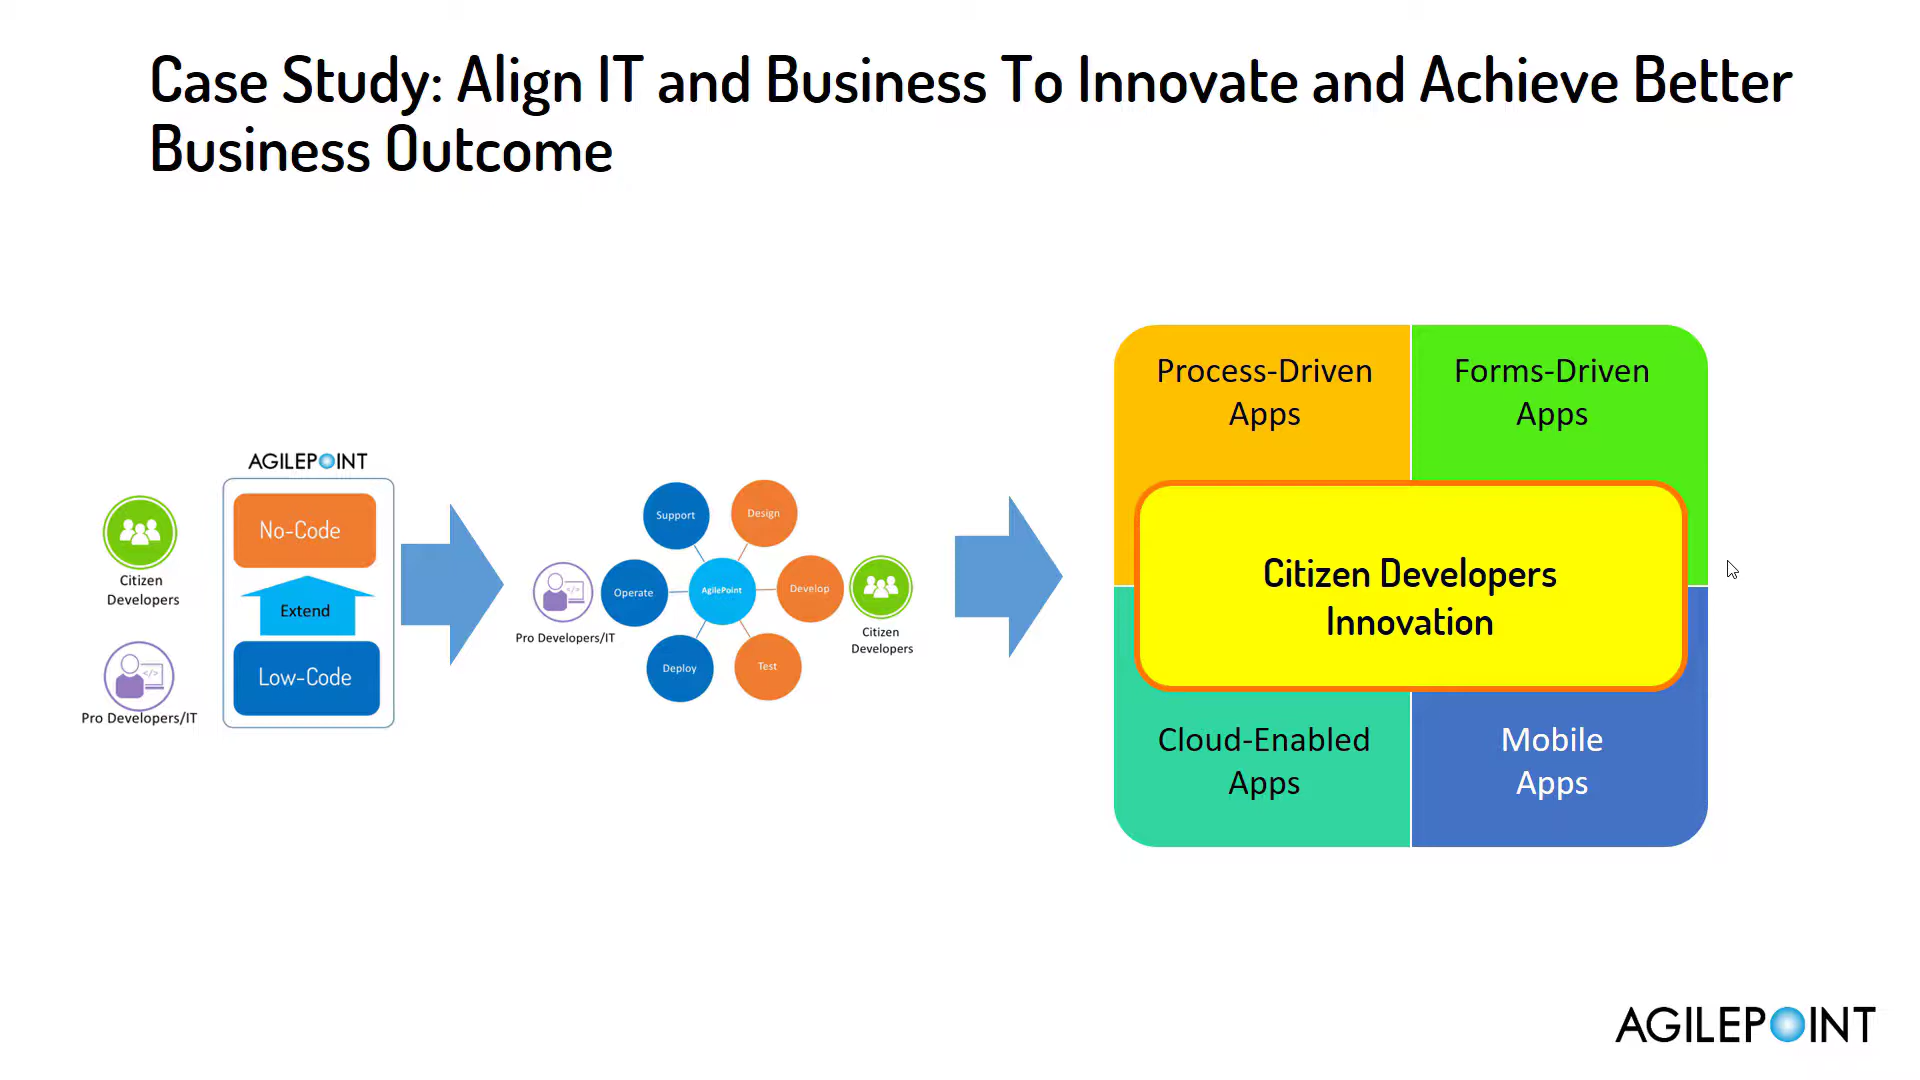 Case Study: Align IT and Business To Innovate and Achieve Better
Business Outcome
AGILEPOINT
No-Code
Extend
Low-Code
Citizen
Developers
Pro Developers/IT
Support
Design
Operate
AgilePoint
Develop
Deploy
Test
Pro Developers/IT
Citizen
Developers
Process-Driven
Apps
Forms-Driven
Apps
Citizen Developers
Innovation
Cloud-Enabled
Apps
Mobile
Apps
AGILEPOINT